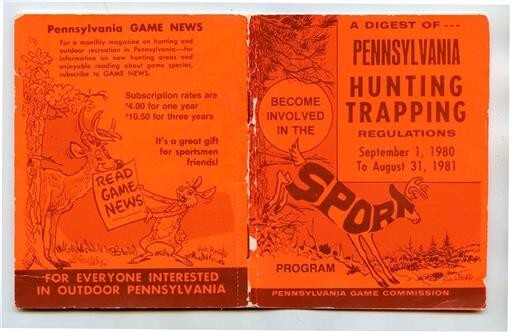 Pennsylvania GAME NEWS
For a monthly magazine on hunting and
outdoor recreation in Pennsylvania—for
information on new hunting areas and
enjoyable reading about game species,
subscribe to GAME NEWS.
Subscription rates are
$4.00 for one year
$10.50 for three years
It's a great gift
for sportsmen
friends!
READ
GAME
NEWS
FOR EVERYONE INTERESTED
IN OUTDOOR PENNSYLVANIA
A DIGEST OF ---
PENNSYLVANIA
HUNTING
TRAPPING
REGULATIONS
September 1, 1980
To August 31, 1981
BECOME
INVOLVED
IN THE
SPORT
PROGRAM
PENNSYLVANIA GAME COMMISSION